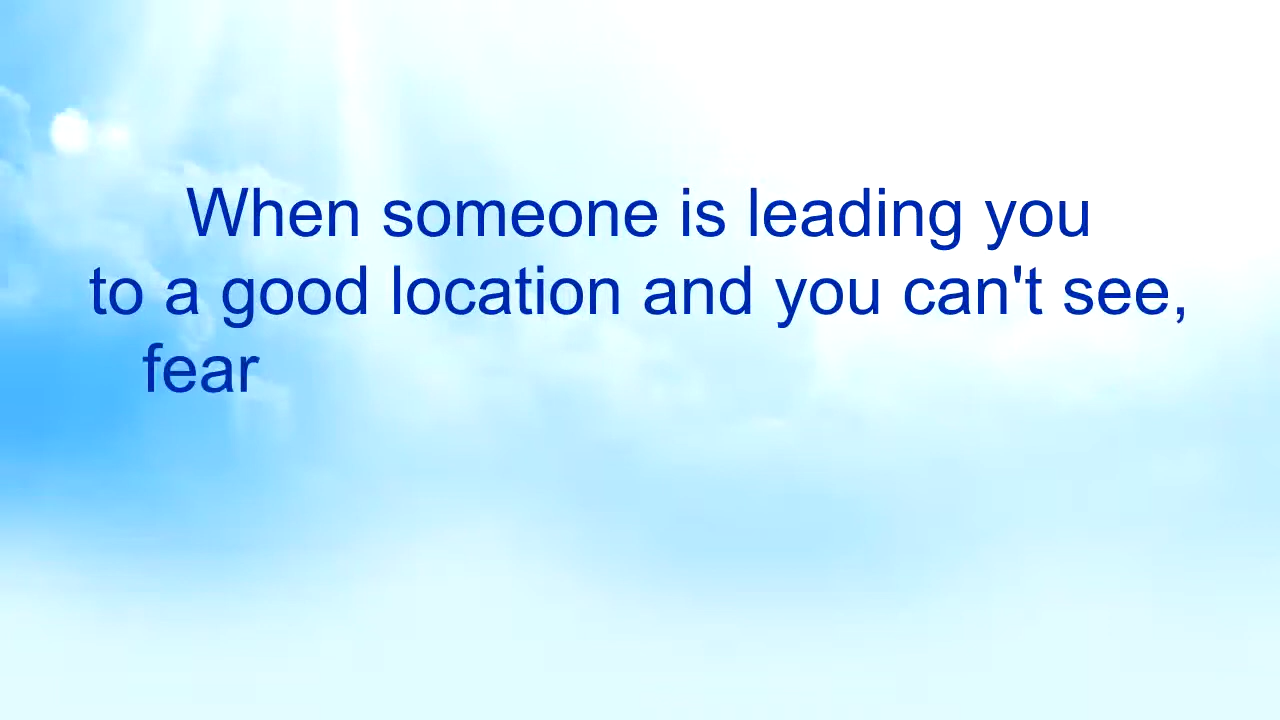 When someone is leading you
to a good location and you can't see,
fear